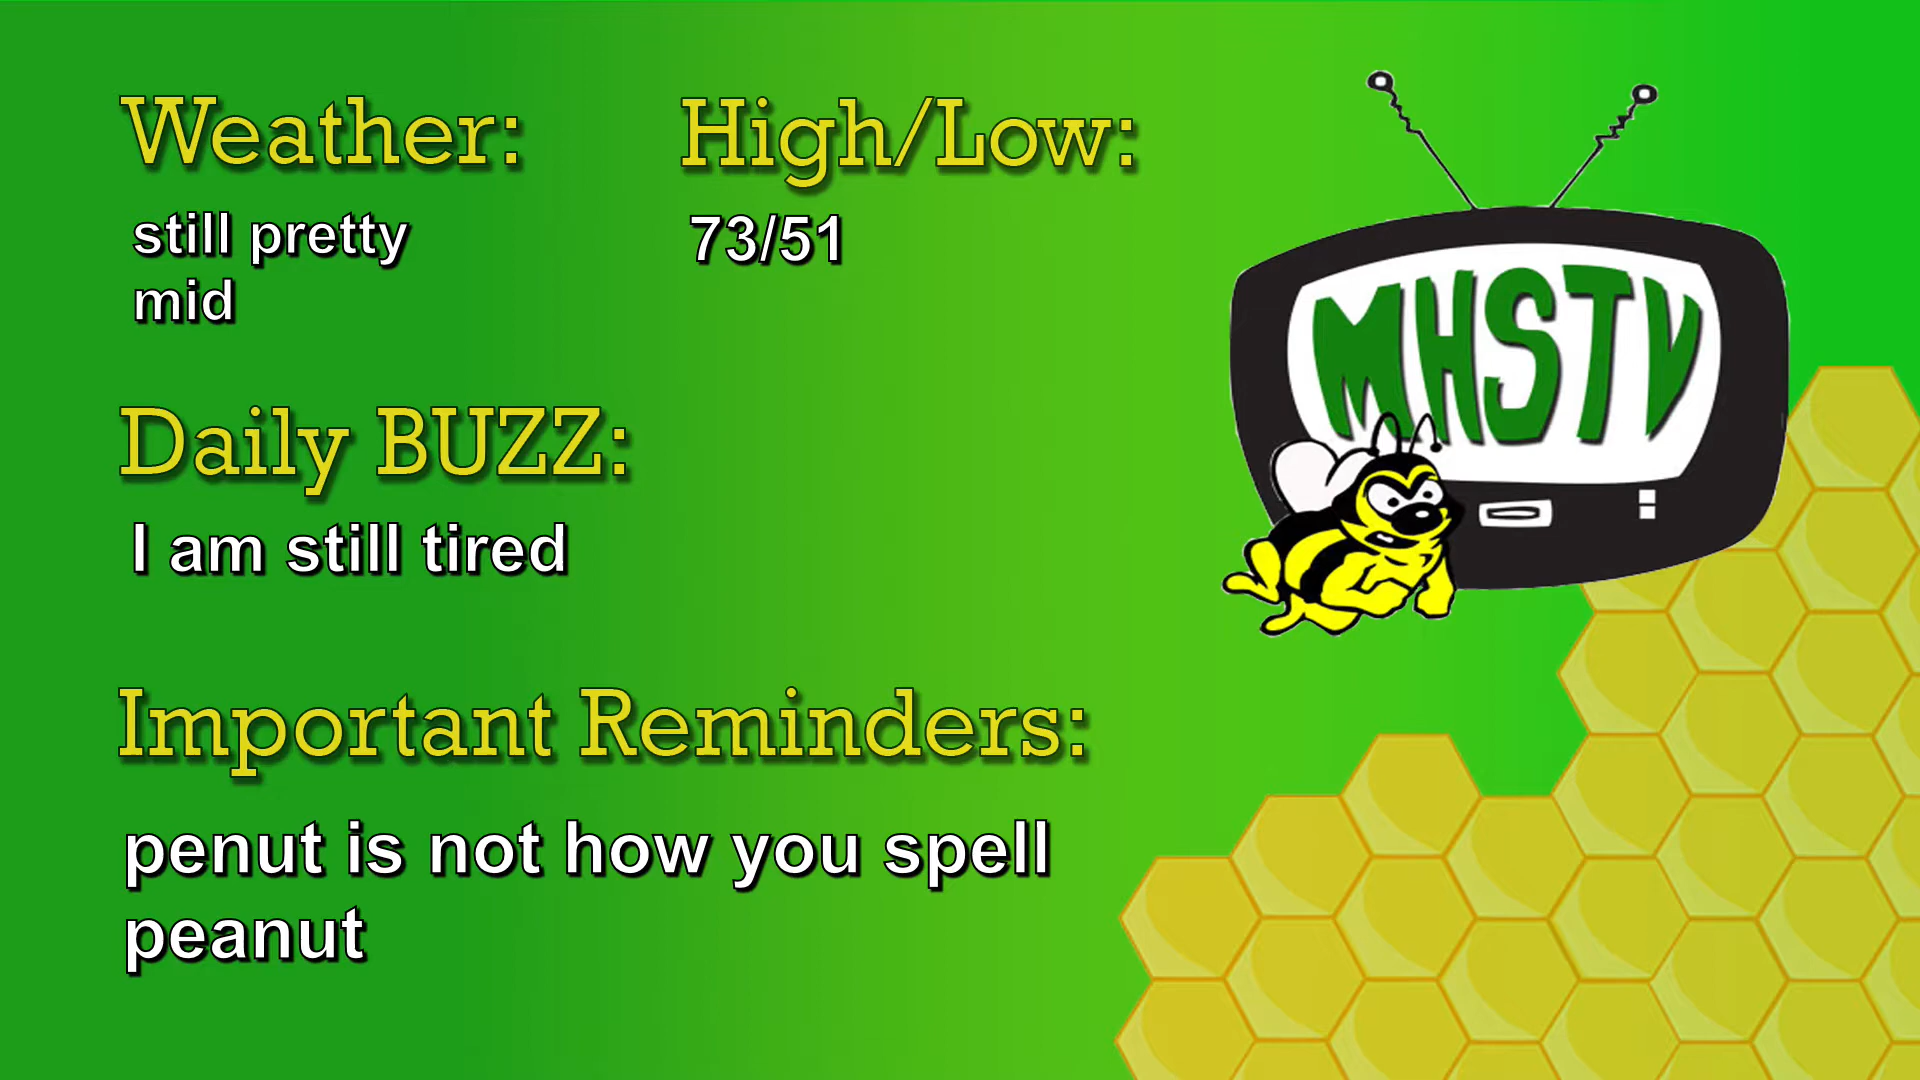 Weather:
still pretty
mid
High/Low:
73/51
MHSTV
Daily BUZZ:
I am still tired
Important Reminders:
penut is not how you spell
peanut